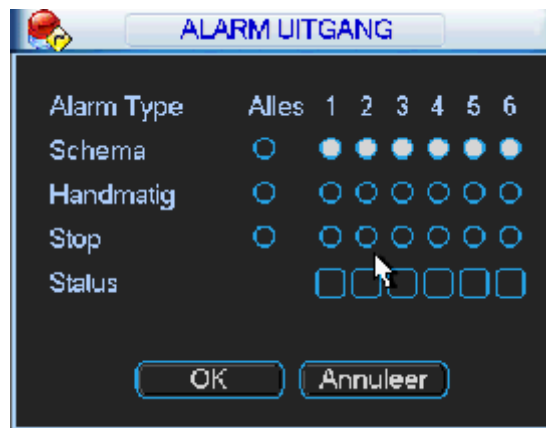 ALARM UITGANG
Alarm Type Alles 1 2 3 4 5 6
Schema
Handmatig
Stop
Status
OK Annuleer